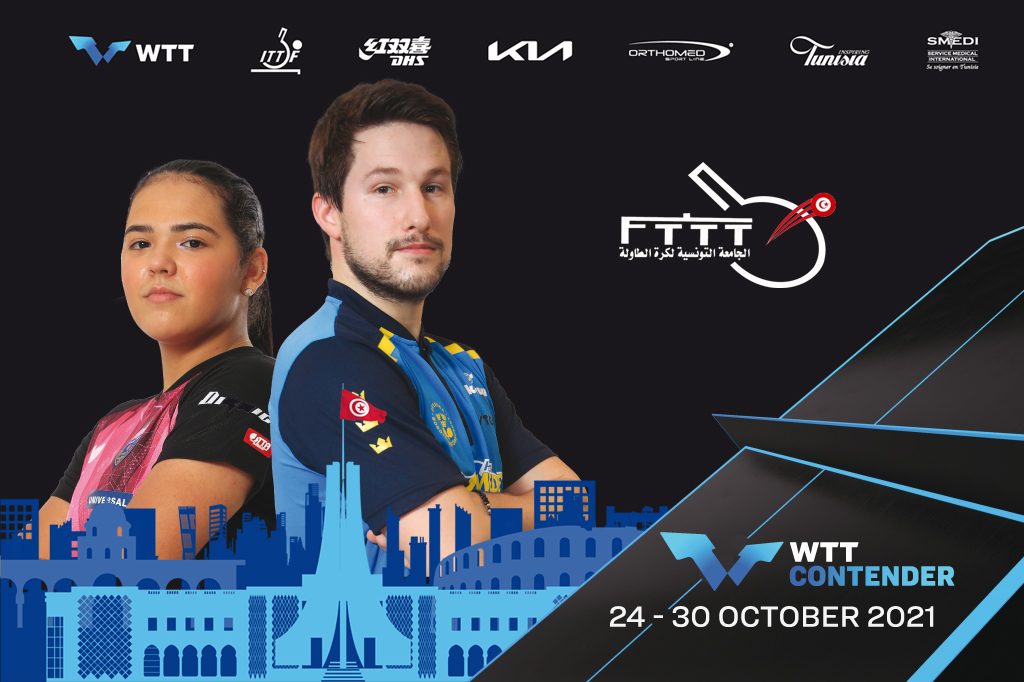 WTT
ITTF
红双喜
DHS
KIA
ORTHOMED
SPORT LINE
INSPIRING
Tunisia
SMEDI
SERVICE MEDICAL
INTERNATIONAL
Se soigner en Tunisie
FTTT
الجامعة التونسية لكرة الطاولة
UNIVERSAL
WTT
CONTENDER
24 - 30 OCTOBER 2021